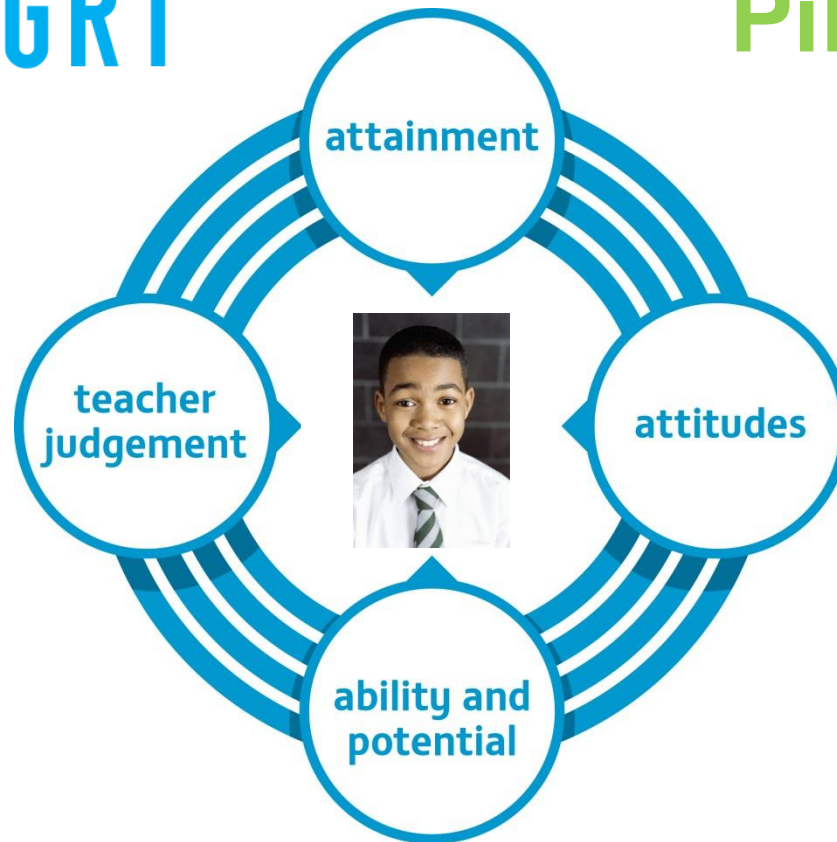 GRT
attainment
teacher
judgement
attitudes
ability and
potential